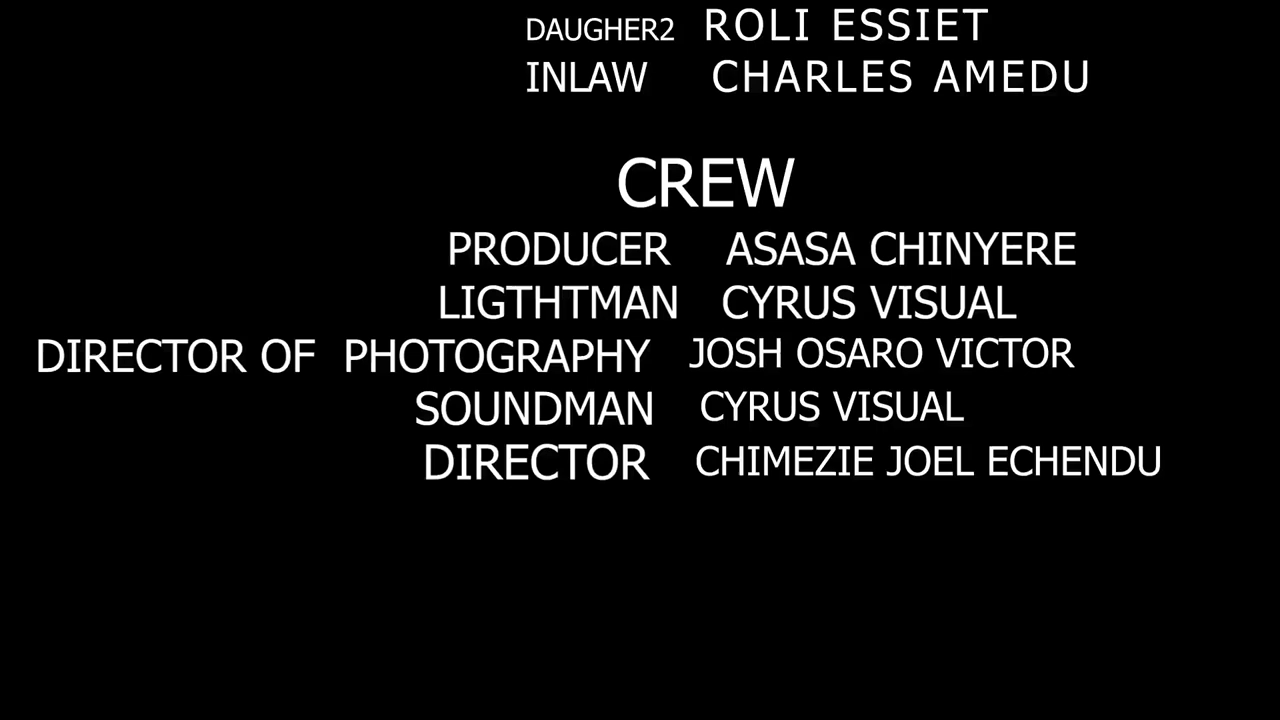 DAUGHER2 ROLI ESSIET
INLAW CHARLES AMEDU
CREW
PRODUCER ASASA CHINYERE
LIGTHTMAN CYRUS VISUAL
DIRECTOR OF PHOTOGRAPHY JOSH OSARO VICTOR
SOUNDMAN CYRUS VISUAL
DIRECTOR CHIMEZIE JOEL ECHENDU